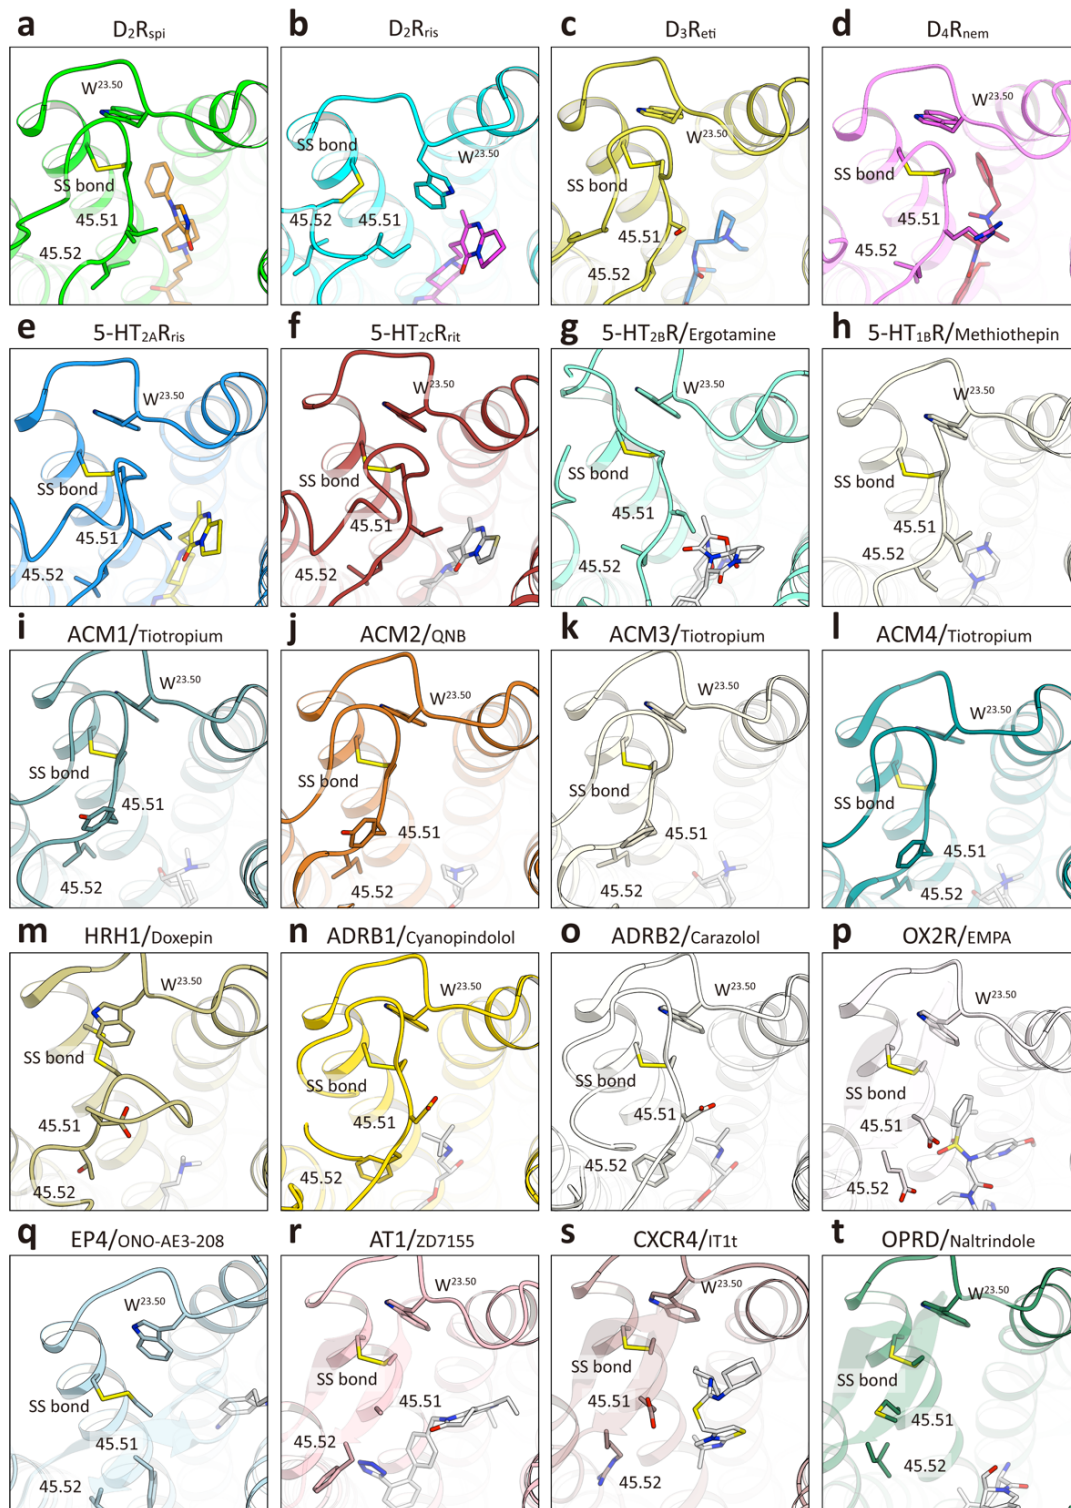 a D₂Rspi
W²³·⁵⁰
SS bond
45.51
45.52
b D₂Rris
SS bond
W²³·⁵⁰
45.52 45.51
c D₃Reti
W²³·⁵⁰
SS bond
45.51
45.52
d D₄Rnem
W²³·⁵⁰
SS bond
45.51
45.52
e 5-HT₂ARris
W²³·⁵⁰
SS bond
45.51
45.52
f 5-HT₂CRrit
W²³·⁵⁰
SS bond
45.51
45.52
g 5-HT₂BR/Ergotamine
W²³·⁵⁰
SS bond
45.51
45.52
h 5-HT₁BR/Methiothepin
W²³·⁵⁰
SS bond
45.51
45.52
i ACM1/Tiotropium
W²³·⁵⁰
SS bond
45.51
45.52
j ACM2/QNB
W²³·⁵⁰
SS bond
45.51
45.52
k ACM3/Tiotropium
W²³·⁵⁰
SS bond
45.51
45.52
l ACM4/Tiotropium
W²³·⁵⁰
SS bond
45.51
45.52
m HRH1/Doxepin
W²³·⁵⁰
SS bond
45.51
45.52
n ADRB1/Cyanopindolol
W²³·⁵⁰
SS bond
45.51
45.52
o ADRB2/Carazolol
W²³·⁵⁰
SS bond
45.51
45.52
p OX2R/EMPA
W²³·⁵⁰
SS bond
45.51
45.52
q EP4/ONO-AE3-208
W²³·⁵⁰
SS bond
45.51
45.52
r AT1/ZD7155
W²³·⁵⁰
SS bond
45.51
45.52
s CXCR4/IT1t
W²³·⁵⁰
SS bond
45.51
45.52
t OPRD/Naltrindole
W²³·⁵⁰
SS bond
45.51
45.52